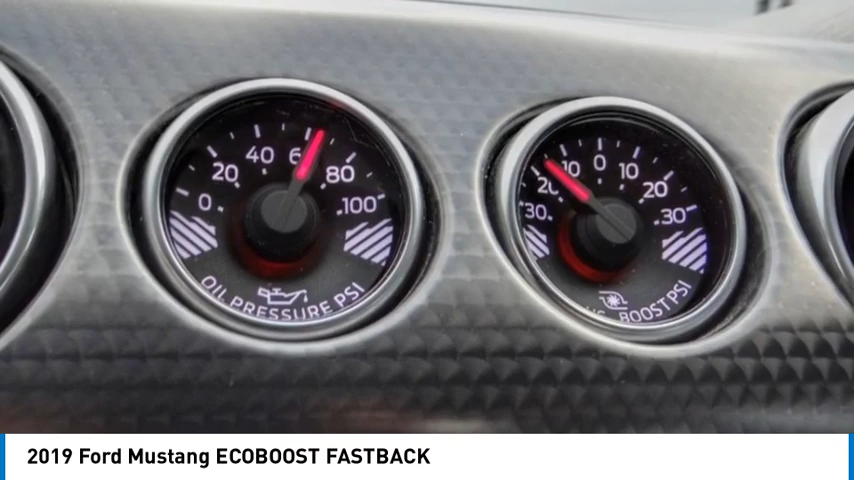 0 20 40 6 80 100
OIL PRESSURE PSI
30 20 10 0 10 20 30
BOOST PSI
2019 Ford Mustang ECOBOOST FASTBACK